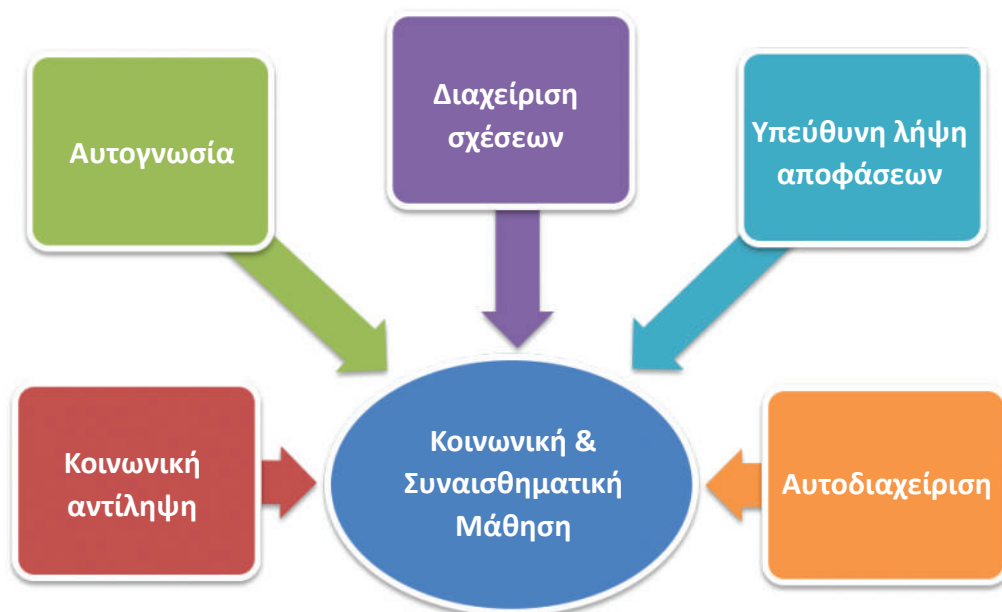 Αυτογνωσία
Διαχείριση
σχέσεων
Υπεύθυνη λήψη
αποφάσεων
Κοινωνική
αντίληψη
Κοινωνική &
Συναισθηματική
Μάθηση
Αυτοδιαχείριση